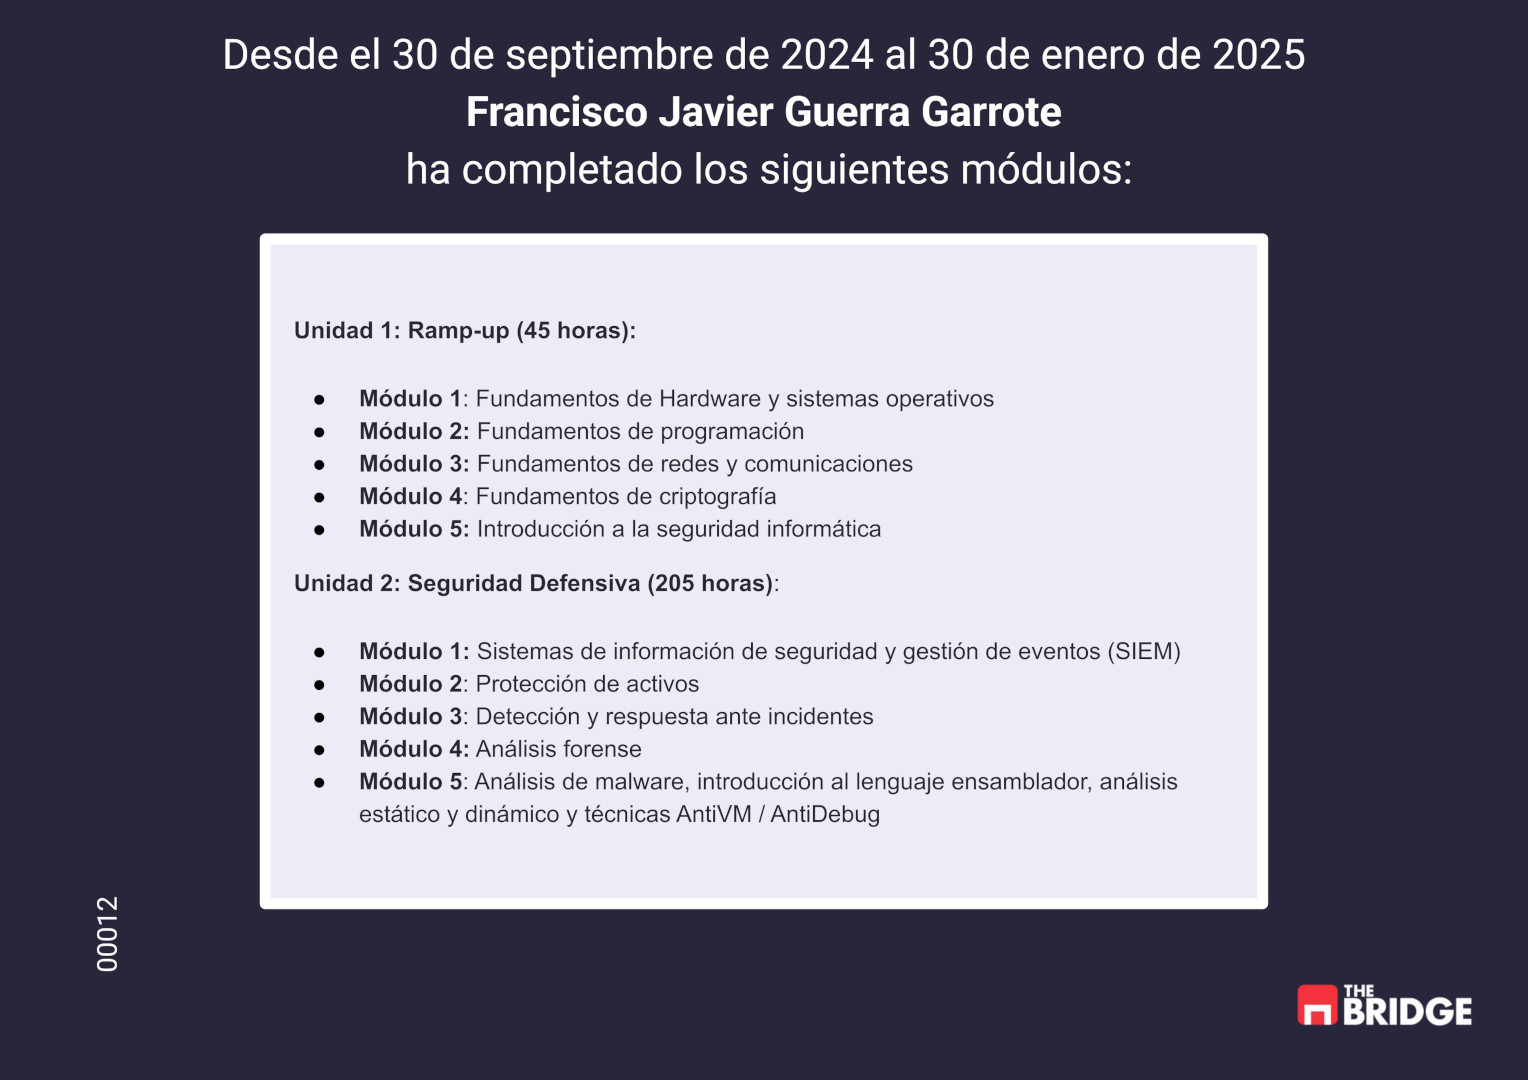 Desde el 30 de septiembre de 2024 al 30 de enero de 2025
Francisco Javier Guerra Garrote
ha completado los siguientes módulos:
Unidad 1: Ramp-up (45 horas):
● Módulo 1: Fundamentos de Hardware y sistemas operativos
● Módulo 2: Fundamentos de programación
● Módulo 3: Fundamentos de redes y comunicaciones
● Módulo 4: Fundamentos de criptografía
● Módulo 5: Introducción a la seguridad informática
Unidad 2: Seguridad Defensiva (205 horas):
● Módulo 1: Sistemas de información de seguridad y gestión de eventos (SIEM)
● Módulo 2: Protección de activos
● Módulo 3: Detección y respuesta ante incidentes
● Módulo 4: Análisis forense
● Módulo 5: Análisis de malware, introducción al lenguaje ensamblador, análisis
estático y dinámico y técnicas AntiVM / AntiDebug
00012
THE
BRIDGE